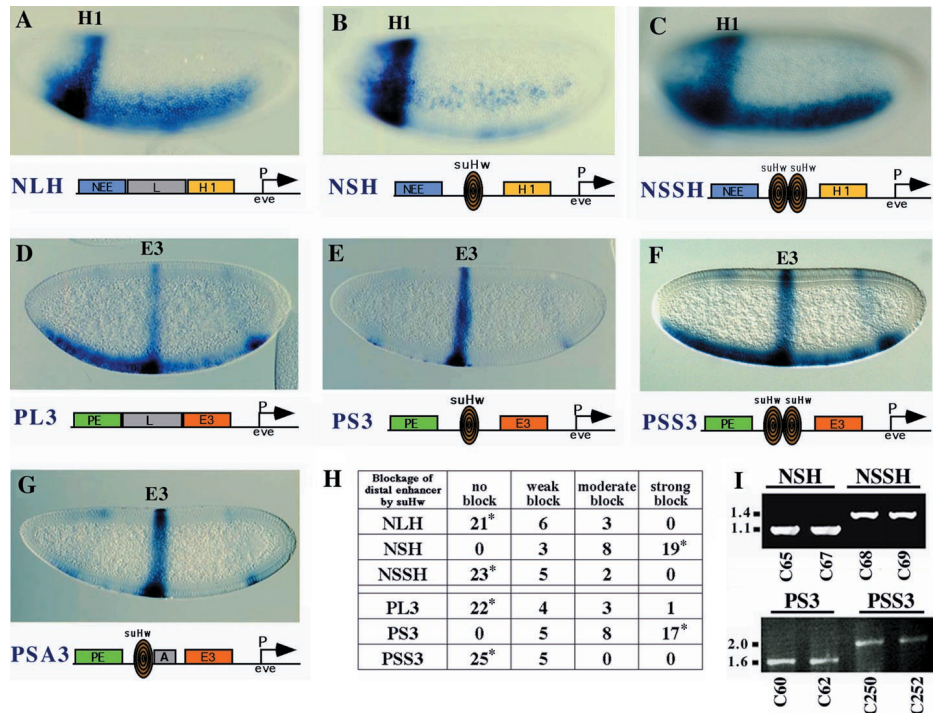 A
H1
B
H1
C
H1
NLH
NEE
L
H1
P
eve
NSH
suHw
NEE
H1
P
eve
NSSH
suHw suHw
NEE
H1
P
eve
D
E3
E
E3
F
E3
PL3
PE
L
E3
P
eve
PS3
suHw
PE
E3
P
eve
PSS3
suHw suHw
PE
E3
P
eve
G
E3
PSA3
suHw
PE
A
E3
P
eve
H
Blockage of distal enhancer by suHw
no block
weak block
moderate block
strong block
NLH 21* 6 3 0
NSH 0 3 8 19*
NSSH 23* 5 2 0
PL3 22* 4 3 1
PS3 0 5 8 17*
PSS3 25* 5 0 0
I
NSH NSSH
1.4
1.1
C65 C67 C68 C69
PS3 PSS3
2.0
1.6
C60 C62 C250 C252